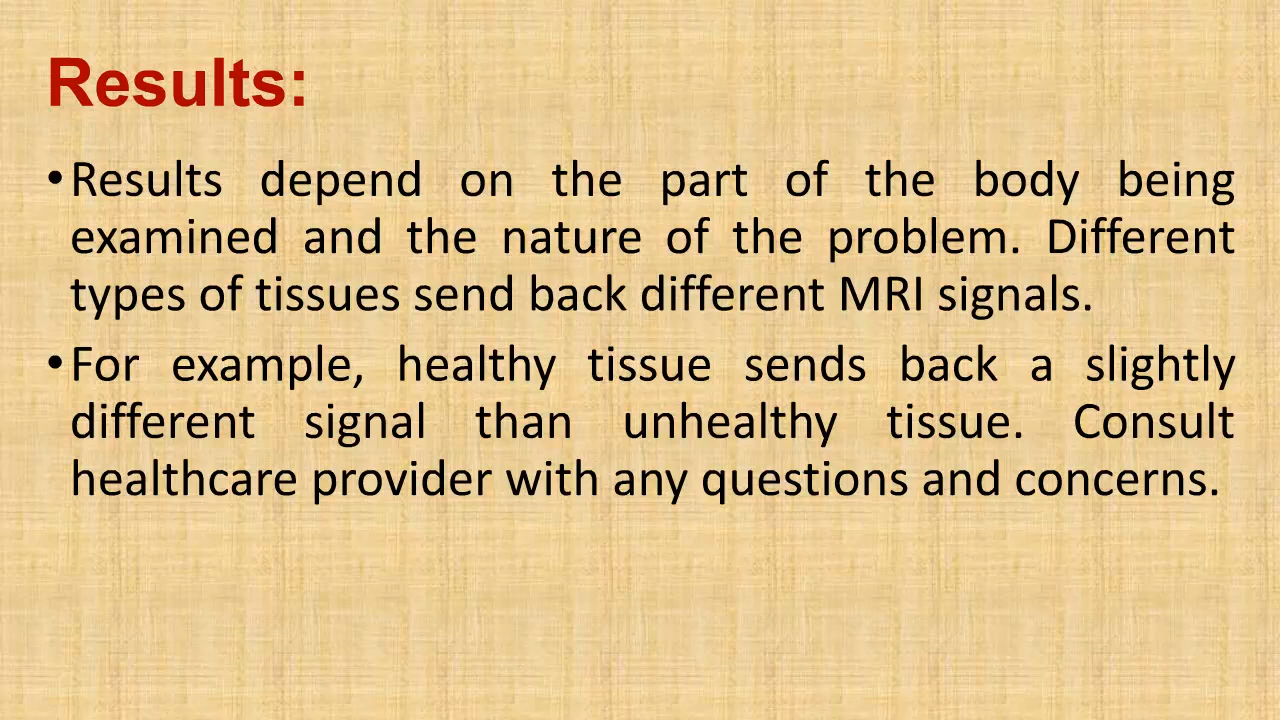 Results:
•Results depend on the part of the body being
examined and the nature of the problem. Different
types of tissues send back different MRI signals.
•For example, healthy tissue sends back a slightly
different signal than unhealthy tissue. Consult
healthcare provider with any questions and concerns.